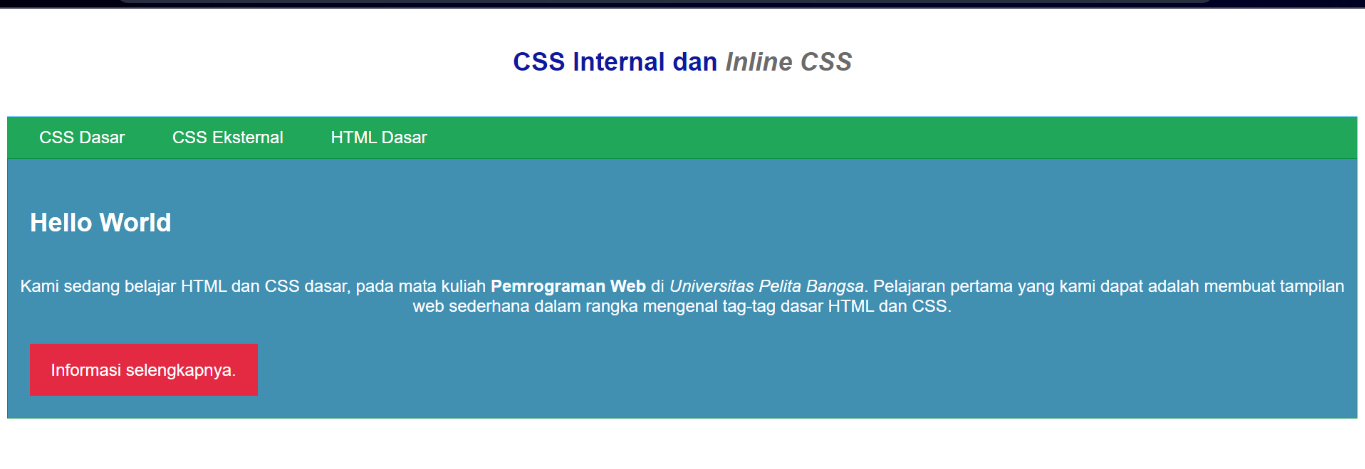 CSS Internal dan Inline CSS
CSS Dasar CSS Eksternal HTML Dasar
Hello World
Kami sedang belajar HTML dan CSS dasar, pada mata kuliah Pemrograman Web di Universitas Pelita Bangsa. Pelajaran pertama yang kami dapat adalah membuat tampilan
web sederhana dalam rangka mengenal tag-tag dasar HTML dan CSS.
Informasi selengkapnya.